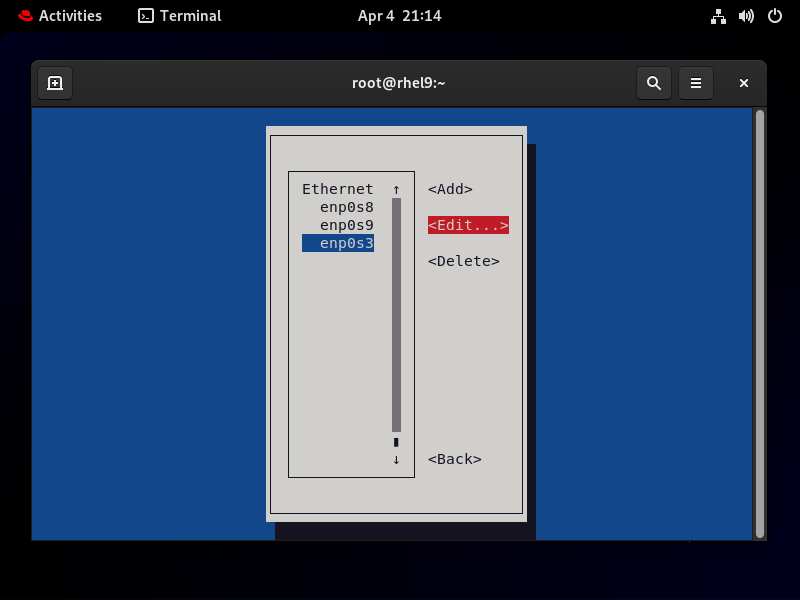 Activities Terminal Apr 4 21:14
root@rhel9:~
Ethernet ↑ <Add>
enp0s8
enp0s9 <Edit...>
enp0s3
<Delete>
↓ <Back>